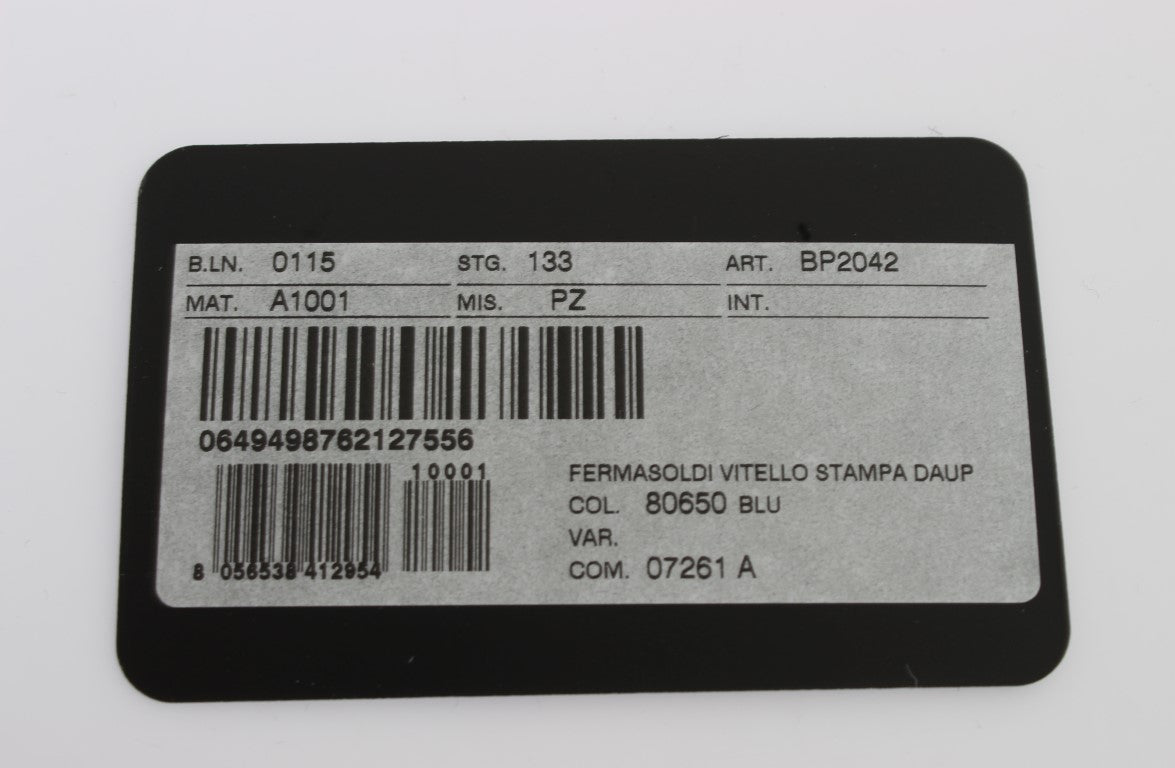 B.LN. 0115 STG. 133 ART. BP2042
MAT. A1001 MIS. PZ INT.
0649498762127556
10001
8 056538 412954
FERMASOLDI VITELLO STAMPA DAUP
COL. 80650 BLU
VAR.
COM. 07261 A